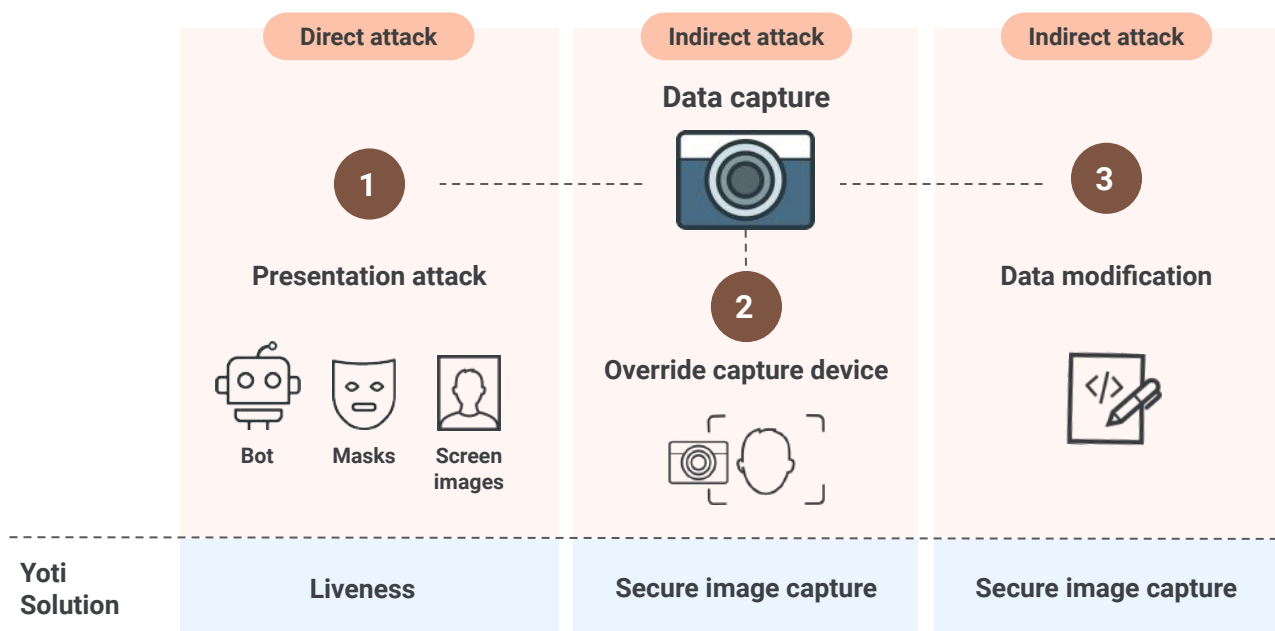 Direct attack
Indirect attack
Indirect attack
Data capture
1
3
Presentation attack
2
Data modification
Override capture device
</>
Bot
Masks
Screen
images
Yoti
Solution
Liveness
Secure image capture
Secure image capture